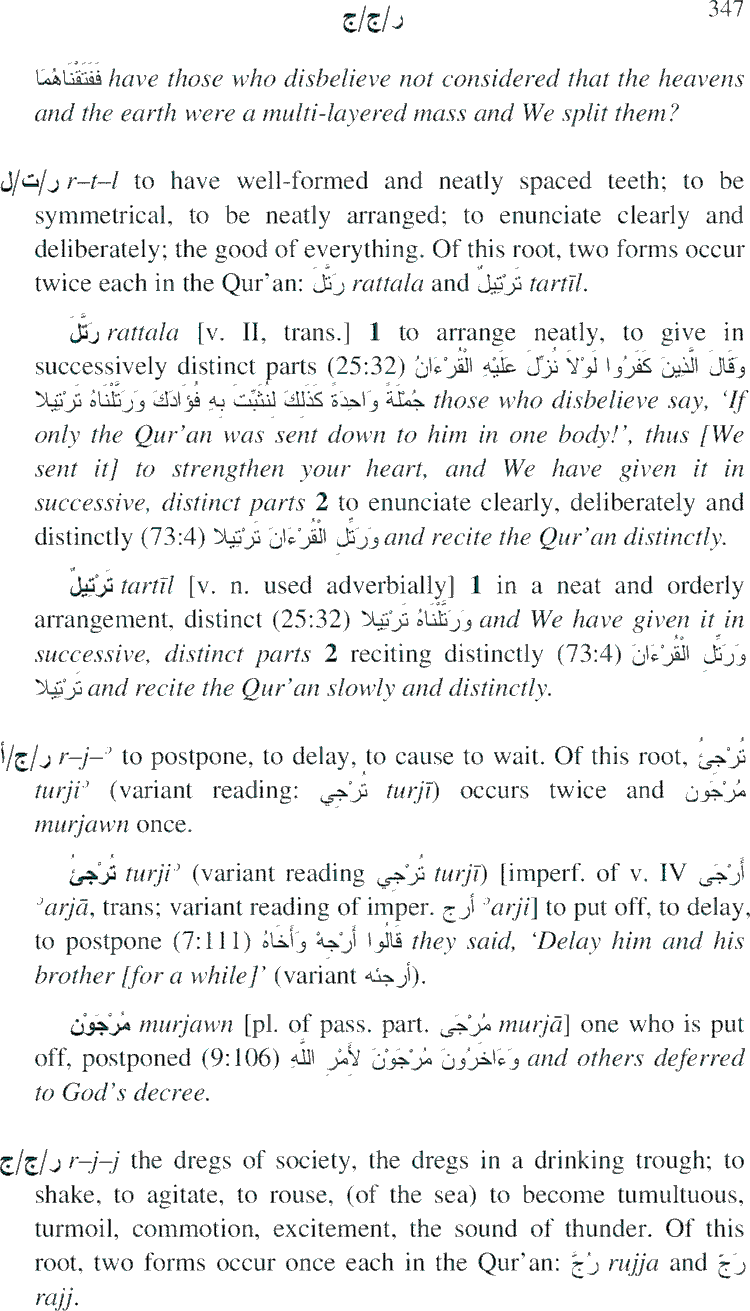 ر/ج/ج 347
فَفَتَقْنَاهُمَا have those who disbelieve not considered that the heavens
and the earth were a multi-layered mass and We split them?
ر/ت/ل r–t–l to have well-formed and neatly spaced teeth; to be
symmetrical, to be neatly arranged; to enunciate clearly and
deliberately; the good of everything. Of this root, two forms occur
twice each in the Qur’an: رَتَّلَ rattala and تَرْتِيلٌ tartīl.
رَتَّلَ rattala [v. II, trans.] 1 to arrange neatly, to give in
successively distinct parts (25:32) وَقَالَ الَّذِينَ كَفَرُوا لَوْلاَ نُزِّلَ عَلَيْهِ الْقُرْءَانُ
جُمْلَةً وَاحِدَةً كَذَلِكَ لِنُثَبِّتَ بِهِ فُؤَادَكَ وَرَتَّلْنَاهُ تَرْتِيلا those who disbelieve say, ‘If
only the Qur’an was sent down to him in one body!’, thus [We
sent it] to strengthen your heart, and We have given it in
successive, distinct parts 2 to enunciate clearly, deliberately and
distinctly (73:4) وَرَتِّلِ الْقُرْءَانَ تَرْتِيلا and recite the Qur’an distinctly.
تَرْتِيلٌ tartīl [v. n. used adverbially] 1 in a neat and orderly
arrangement, distinct (25:32) وَرَتَّلْنَاهُ تَرْتِيلا and We have given it in
successive, distinct parts 2 reciting distinctly (73:4) وَرَتِّلِ الْقُرْءَانَ
تَرْتِيلا and recite the Qur’an slowly and distinctly.
ر/ج/أ r–j–ʾ to postpone, to delay, to cause to wait. Of this root, تُرْجِئُ
turjiʾ (variant reading: تُرْجِي turjī) occurs twice and مُرْجَون
murjawn once.
تُرْجِئُ turjiʾ (variant reading تُرْجِي turjī) [imperf. of v. IV أَرْجَى
ʾarjā, trans; variant reading of imper. أرج ʾarji] to put off, to delay,
to postpone (7:111) قَالُوا أَرْجِهْ وَأَخَاهُ they said, ‘Delay him and his
brother [for a while]’ (variant أرجئه).
مُرْجَوْن murjawn [pl. of pass. part. مُرْجَى murjā] one who is put
off, postponed (9:106) وَءَاخَرُونَ مُرْجَوْنَ لأَمْرِ اللَّهِ and others deferred
to God’s decree.
ر/ج/ج r–j–j the dregs of society, the dregs in a drinking trough; to
shake, to agitate, to rouse, (of the sea) to become tumultuous,
turmoil, commotion, excitement, the sound of thunder. Of this
root, two forms occur once each in the Qur’an: رُجَّ rujja and رَجّ
rajj.